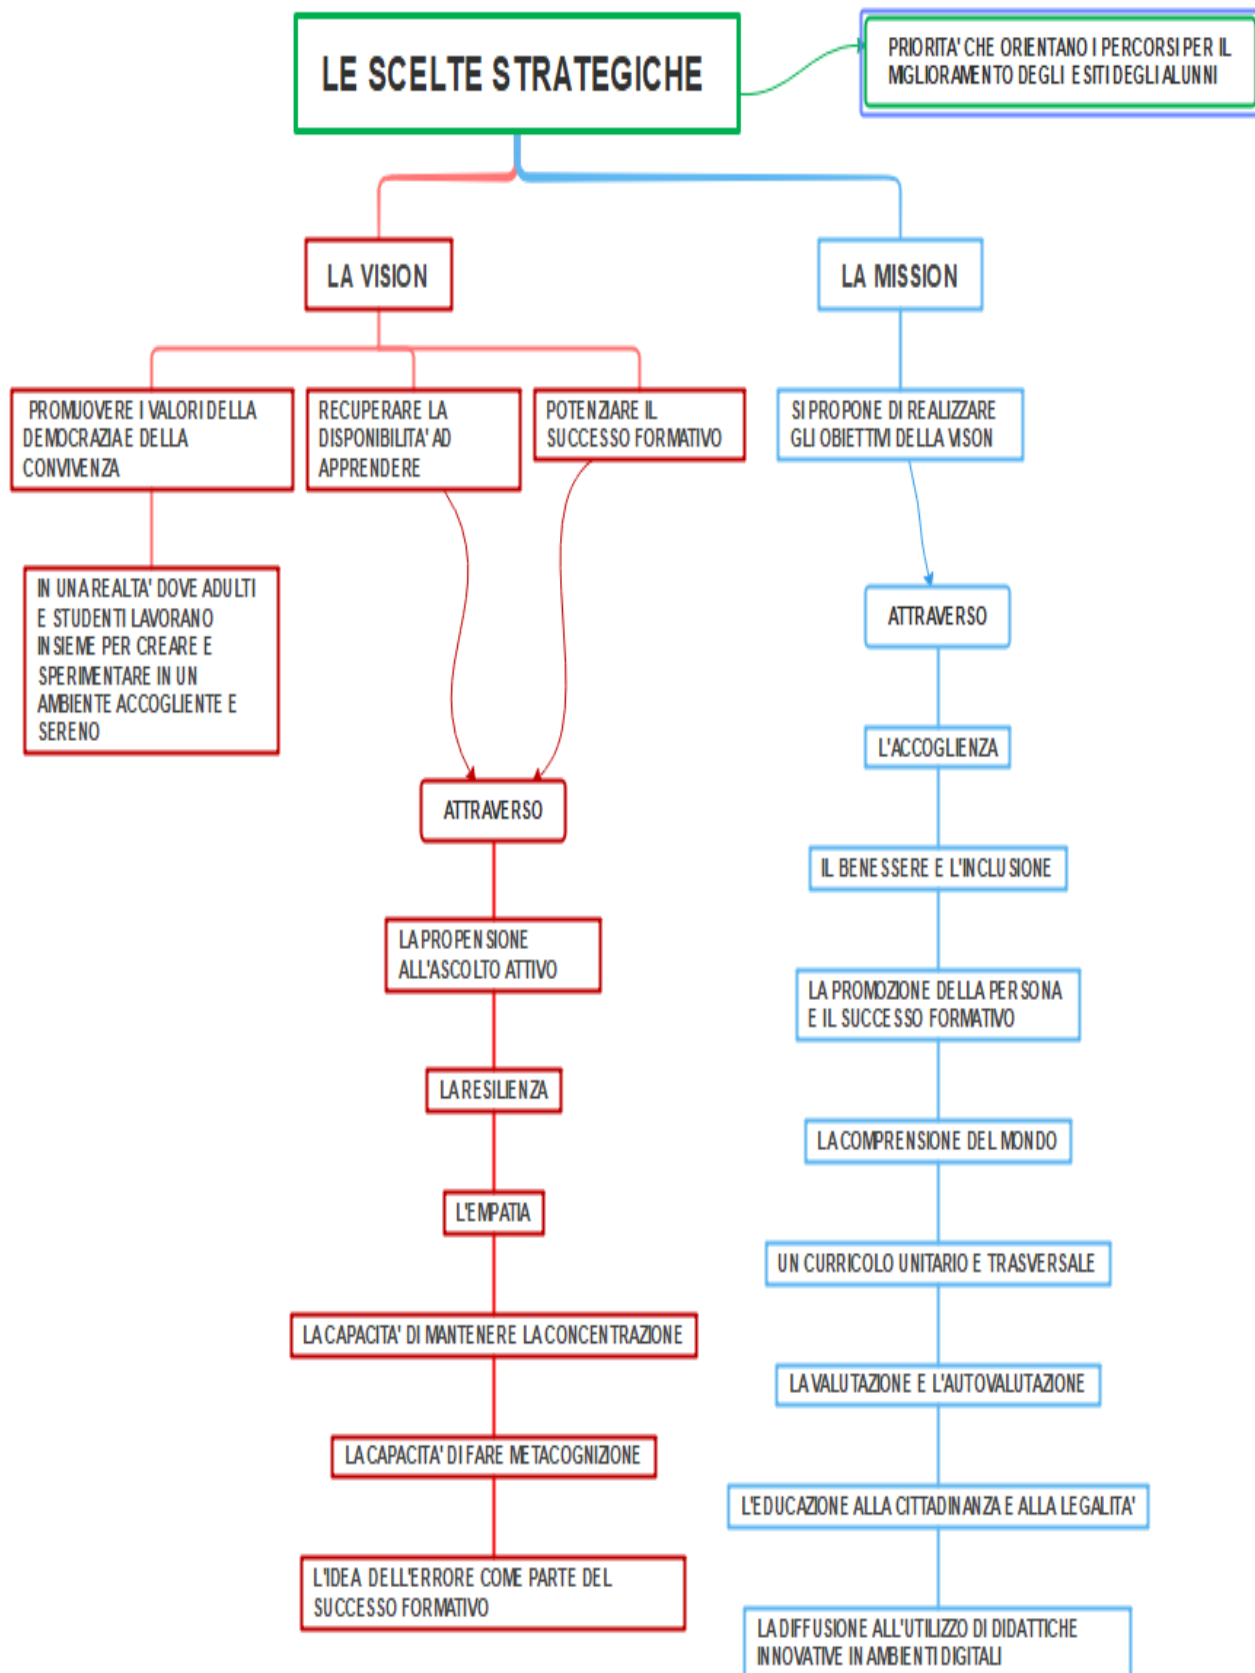 LE SCELTE STRATEGICHE
PRIORITA' CHE ORIENTANO I PERCORSI PER IL
MIGLIORAMENTO DEGLI ESITI DEGLI ALUNNI
LA VISION
LA MISSION
PROMUOVERE I VALORI DELLA
DEMOCRAZIA E DELLA
CONVIVENZA
RECUPERARE LA
DISPONIBILITA' AD
APPRENDERE
POTENZIARE IL
SUCCESSO FORMATIVO
SI PROPONE DI REALIZZARE
GLI OBIETTIVI DELLA VISON
IN UNA REALTA' DOVE ADULTI
E STUDENTI LAVORANO
INSIEME PER CREARE E
SPERIMENTARE IN UN
AMBIENTE ACCOGLIENTE E
SERENO
ATTRAVERSO
LA PROPENSIONE
ALL'ASCOLTO ATTIVO
LA RESILIENZA
L'EMPATIA
LA CAPACITA' DI MANTENERE LA CONCENTRAZIONE
LA CAPACITA' DI FARE METACOGNIZIONE
L'IDEA DELL'ERRORE COME PARTE DEL
SUCCESSO FORMATIVO
ATTRAVERSO
L'ACCOGLIENZA
IL BENESSERE E L'INCLUSIONE
LA PROMOZIONE DELLA PERSONA
E IL SUCCESSO FORMATIVO
LA COMPRENSIONE DEL MONDO
UN CURRICOLO UNITARIO E TRASVERSALE
LA VALUTAZIONE E L'AUTOVALUTAZIONE
L'EDUCAZIONE ALLA CITTADINANZA E ALLA LEGALITA'
LA DIFFUSIONE ALL'UTILIZZO DI DIDATTICHE
INNOVATIVE IN AMBIENTI DIGITALI